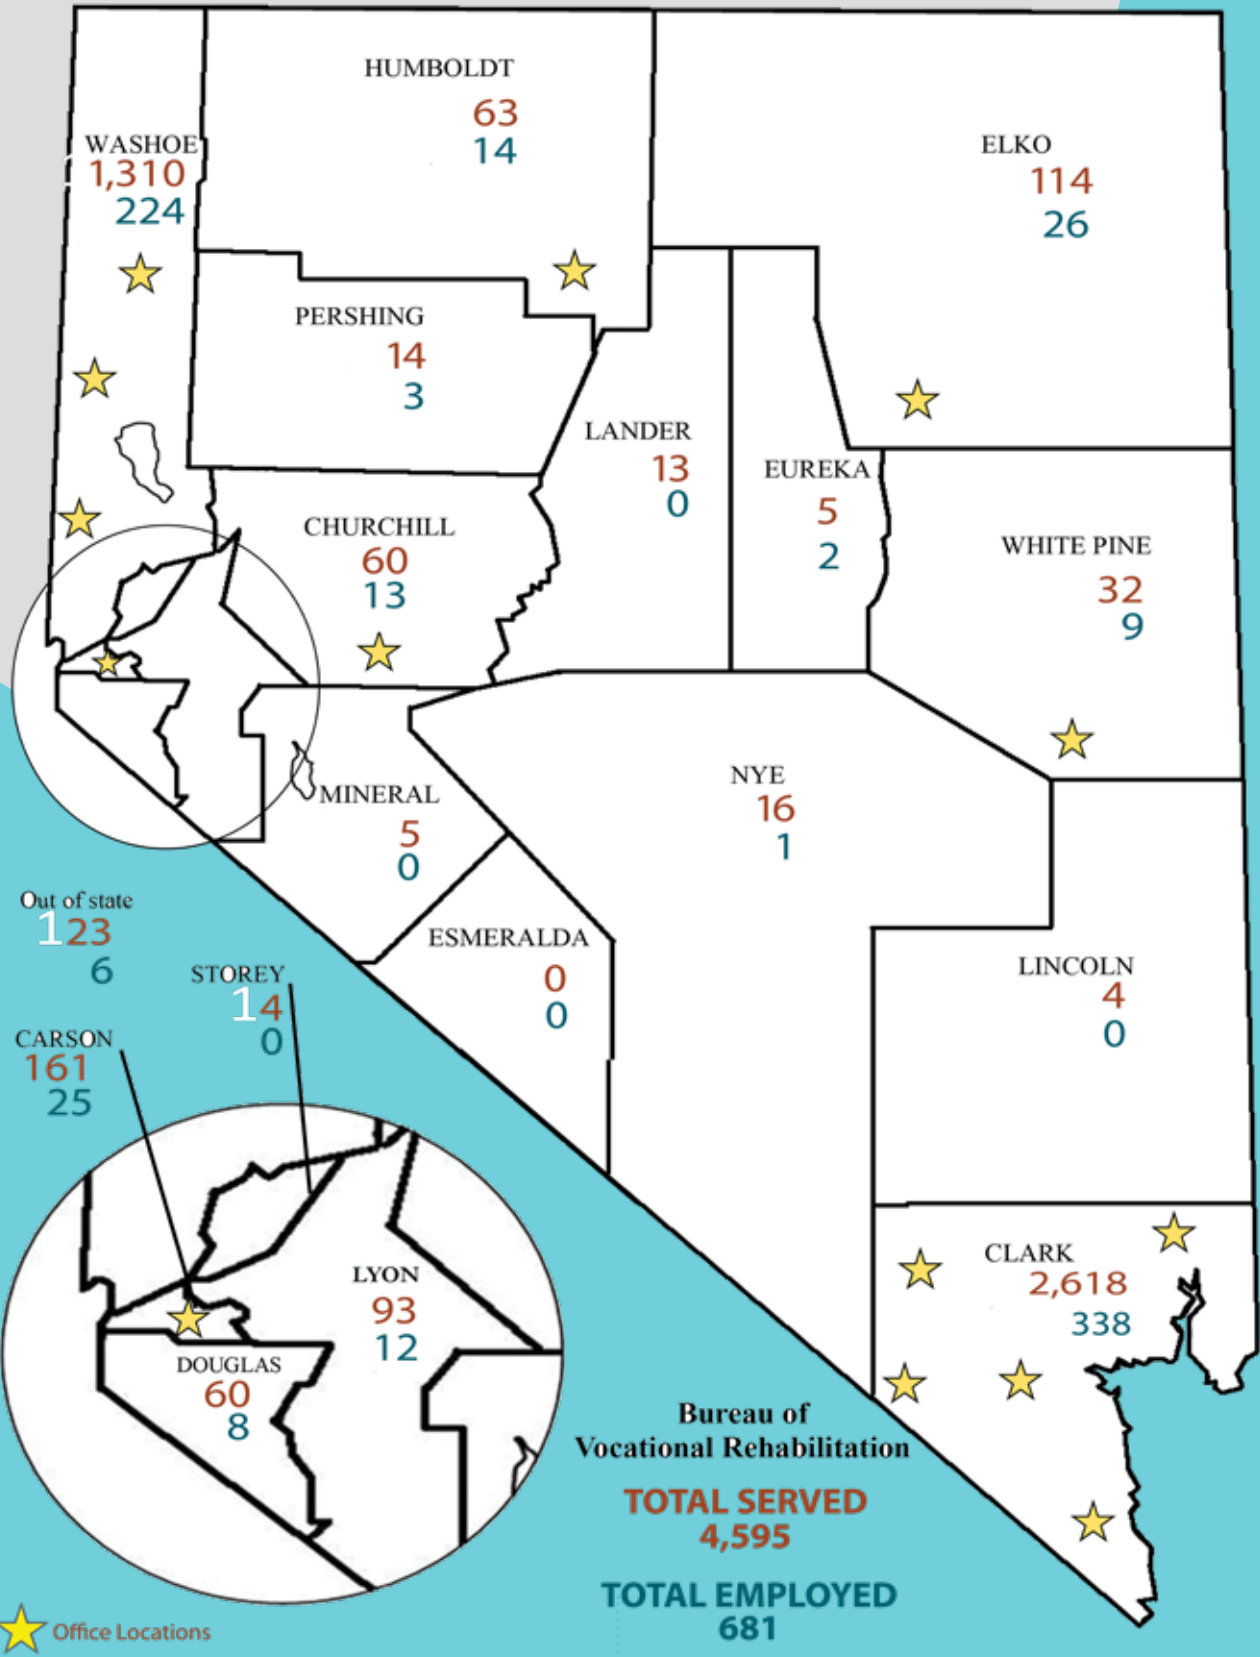 HUMBOLDT
63
14
WASHOE
1,310
224
ELKO
114
26
PERSHING
14
3
LANDER
13
0
EUREKA
5
2
CHURCHILL
60
13
WHITE PINE
32
9
NYE
16
1
MINERAL
5
0
Out of state
123
6
ESMERALDA
0
0
STOREY
14
0
LINCOLN
4
0
CARSON
161
25
CLARK
2,618
338
LYON
93
12
DOUGLAS
60
8
Bureau of
Vocational Rehabilitation
TOTAL SERVED
4,595
TOTAL EMPLOYED
681
Office Locations